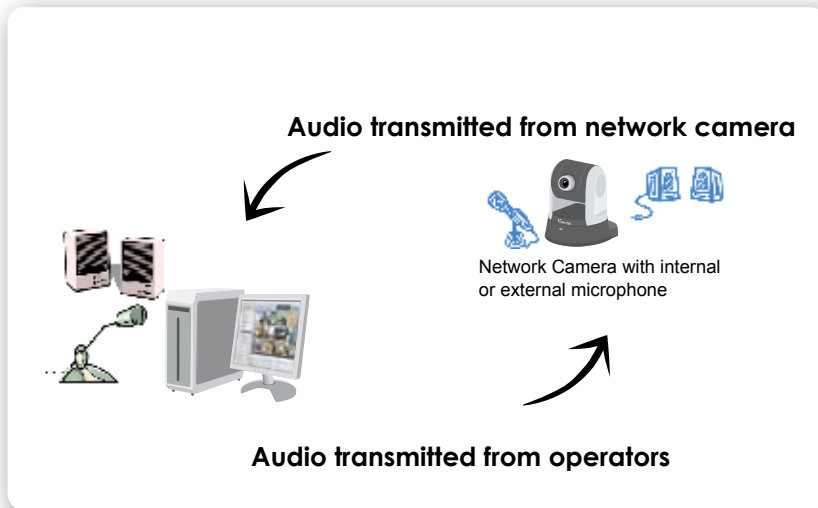 Audio transmitted from network camera
Network Camera with internal
or external microphone
Audio transmitted from operators